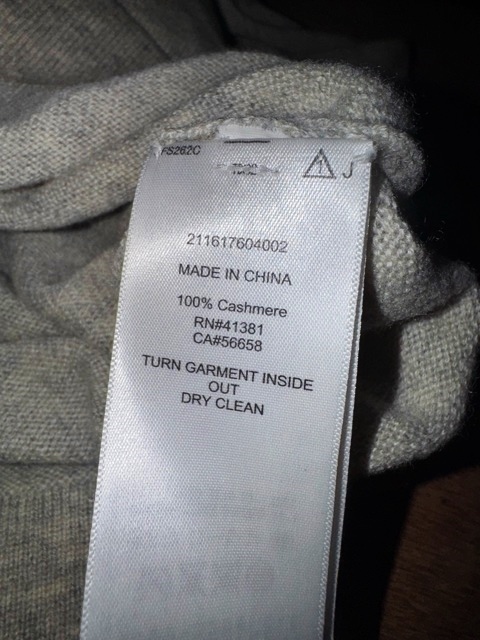 FS262C
J
211617604002
MADE IN CHINA
100% Cashmere
RN#41381
CA#56658
TURN GARMENT INSIDE
OUT
DRY CLEAN